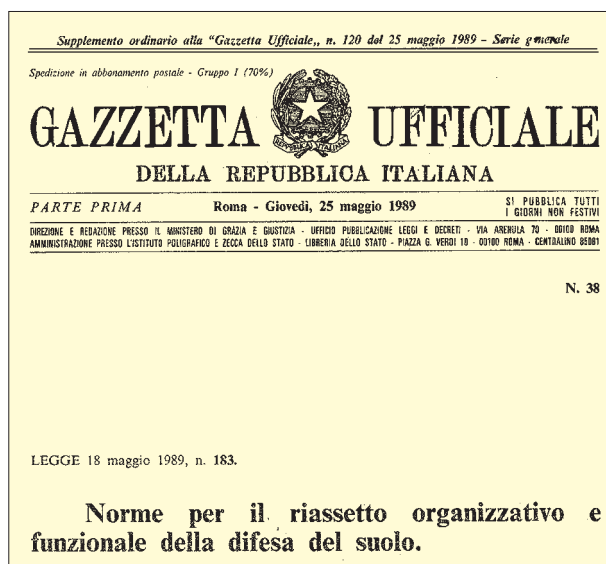 Supplemento ordinario alla “Gazzetta Ufficiale„ n. 120 del 25 maggio 1989 - Serie generale
Spedizione in abbonamento postale - Gruppo I (70%)
GAZZETTA UFFICIALE
DELLA REPUBBLICA ITALIANA
PARTE PRIMA
Roma - Giovedì, 25 maggio 1989
SI PUBBLICA TUTTI
I GIORNI NON FESTIVI
DIREZIONE E REDAZIONE PRESSO IL MINISTERO DI GRAZIA E GIUSTIZIA - UFFICIO PUBBLICAZIONE LEGGI E DECRETI - VIA ARENULA 70 - 00100 ROMA
AMMINISTRAZIONE PRESSO L'ISTITUTO POLIGRAFICO E ZECCA DELLO STATO - LIBRERIA DELLO STATO - PIAZZA G. VERDI 10 - 00100 ROMA - CENTRALINO 85081
N. 38
LEGGE 18 maggio 1989, n. 183.
Norme per il riassetto organizzativo e
funzionale della difesa del suolo.